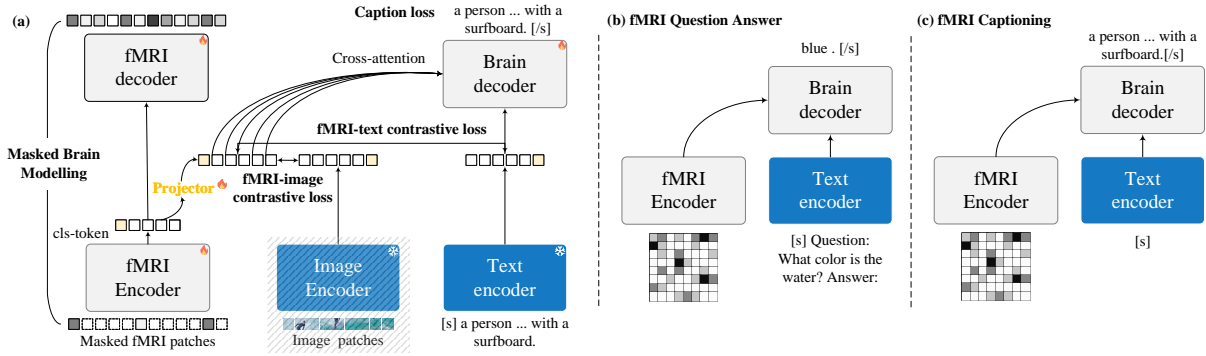 (a)
fMRI
decoder
Masked Brain
Modelling
cls-token
fMRI
Encoder
Masked fMRI patches
Projector
Cross-attention
Caption loss
a person ... with a
surfboard. [/s]
Brain
decoder
fMRI-text contrastive loss
fMRI-image
contrastive loss
Image
Encoder
Image patches
Text
encoder
[s] a person ... with a
surfboard.
(b) fMRI Question Answer
blue . [/s]
Brain
decoder
fMRI
Encoder
Text
encoder
[s] Question:
What color is the
water? Answer:
(c) fMRI Captioning
a person ... with a
surfboard.[/s]
Brain
decoder
fMRI
Encoder
Text
encoder
[s]